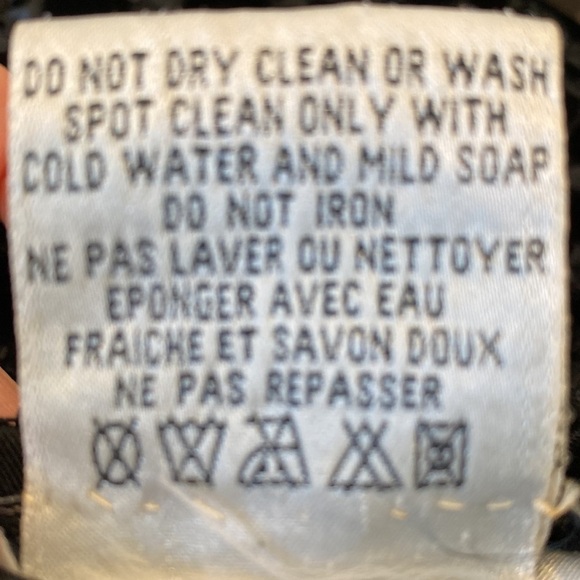 DO NOT DRY CLEAN OR WASH
SPOT CLEAN ONLY WITH
COLD WATER AND MILD SOAP
DO NOT IRON
NE PAS LAVER OU NETTOYER
EPONGER AVEC EAU
FRAICHE ET SAVON DOUX
NE PAS REPASSER